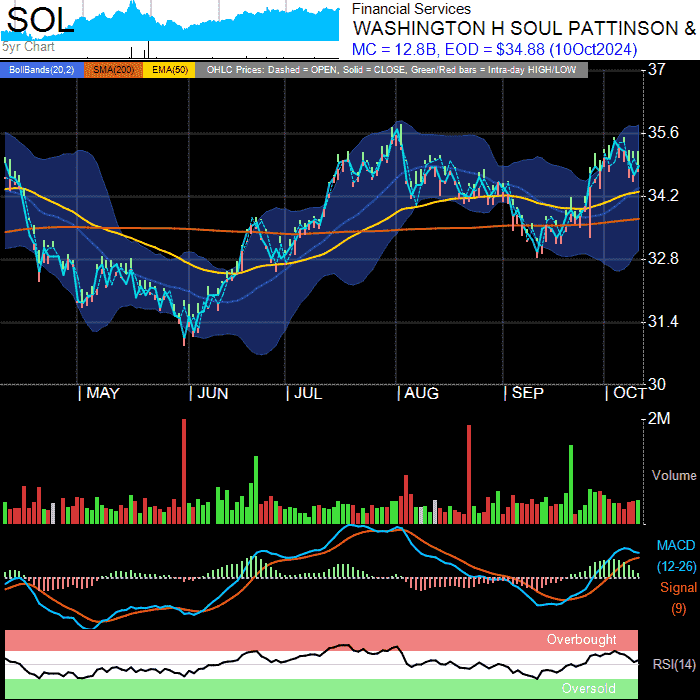 SOL
5yr Chart
Financial Services
WASHINGTON H SOUL PATTINSON &
MC = 12.8B, EOD = $34.88 (10Oct2024)
BollBands(20,2) SMA(200) EMA(50) OHLC Prices: Dashed = OPEN, Solid = CLOSE, Green/Red bars = Intra-day HIGH/LOW
37
35.6
34.2
32.8
31.4
30
| MAY | JUN | JUL | AUG | SEP | OCT
2M
Volume
MACD
(12-26)
Signal
(9)
Overbought
RSI(14)
Oversold